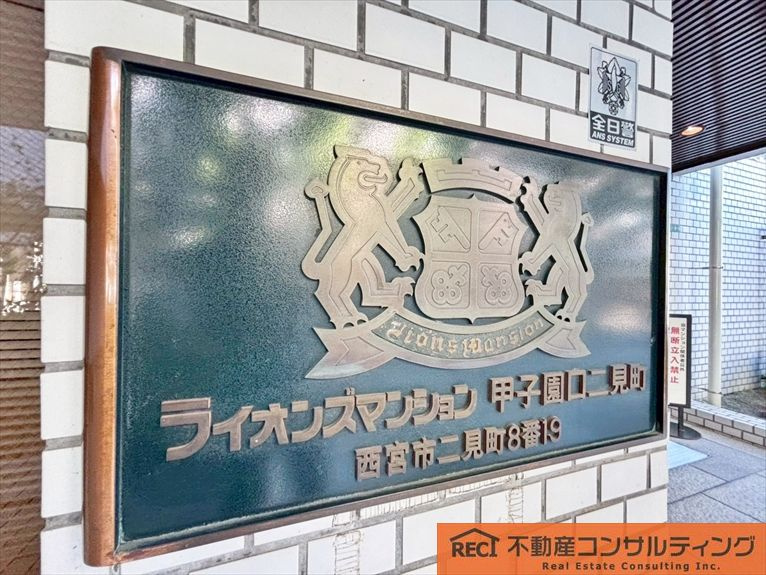 全日警
ANS SYSTEM
Lions Mansion
ライオンズマンション 甲子園口二見町
西宮市二見町8番19
無断立入禁止
RECI 不動産コンサルティング
Real Estate Consulting Inc.